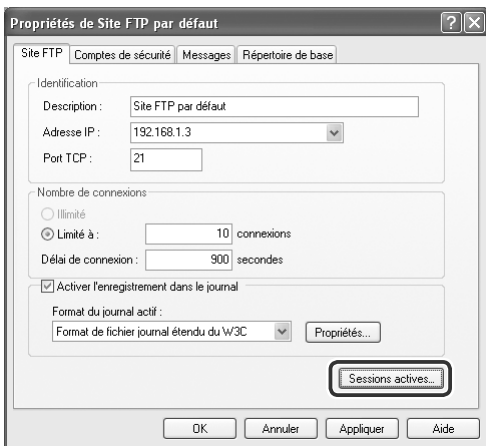 Propriétés de Site FTP par défaut
Site FTP Comptes de sécurité Messages Répertoire de base
Identification
Description : Site FTP par défaut
Adresse IP : 192.168.1.3
Port TCP : 21
Nombre de connexions
Illimité
Limité à : 10 connexions
Délai de connexion : 900 secondes
Activer l'enregistrement dans le journal
Format du journal actif :
Format de fichier journal étendu du W3C Propriétés...
Sessions actives...
OK Annuler Appliquer Aide